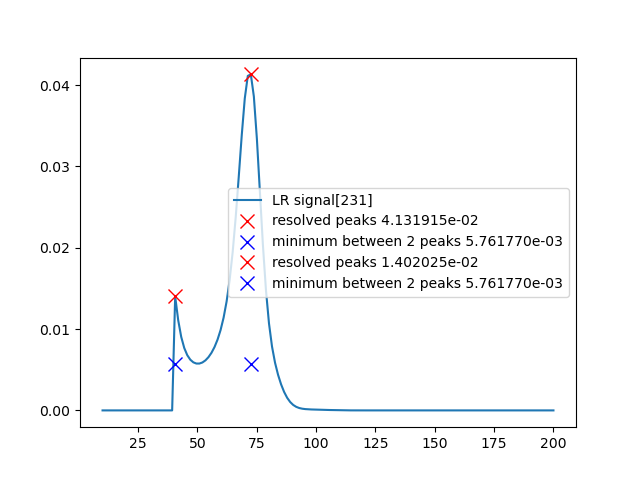 0.04
0.03
0.02
0.01
0.00
LR signal[231]
resolved peaks 4.131915e-02
minimum between 2 peaks 5.761770e-03
resolved peaks 1.402025e-02
minimum between 2 peaks 5.761770e-03
25 50 75 100 125 150 175 200